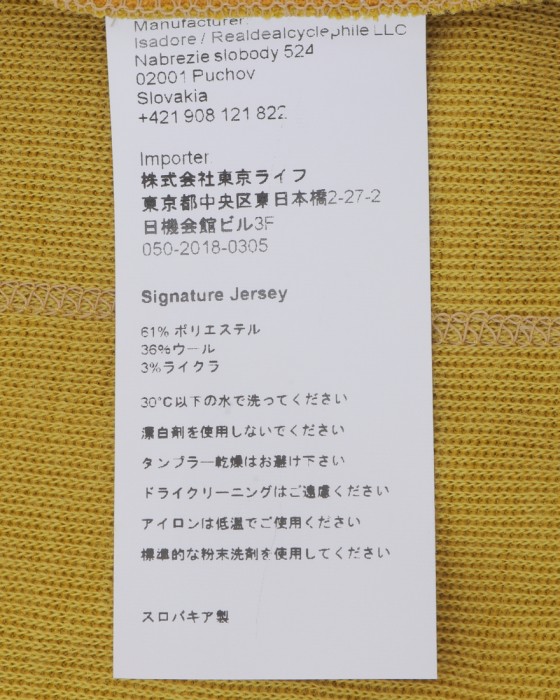 Manufacturer:
Isadore / Realdealcyclephile LLC
Nabrezie slobody 524
02001 Puchov
Slovakia
+421 908 121 822
Importer
株式会社東京ライフ
東京都中央区東日本橋2-27-2
日機会館ビル3F
050-2018-0305
Signature Jersey
61% ポリエステル
36%ウール
3%ライクラ
30°C以下の水で洗ってください
漂白剤を使用しないでください
タンブラー乾燥はお避け下さい
ドライクリーニングはご遠慮ください
アイロンは低温でご使用ください
標準的な粉末洗剤を使用してください
スロバキア製